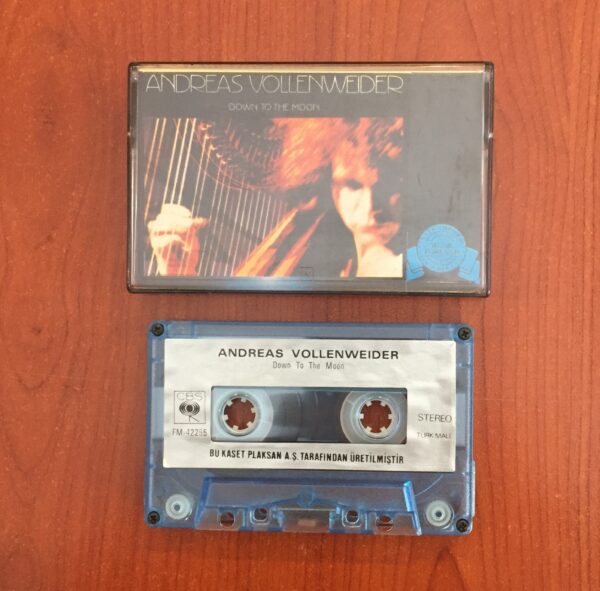 ANDREAS VOLLENWEIDER
DOWN TO THE MOON
ANDREAS VOLLENWEIDER
Down To The Moon
CBS
FM-42255
STEREO
TÜRK MALI
BU KASET PLAKSAN A.Ş. TARAFINDAN ÜRETİLMİŞTİR